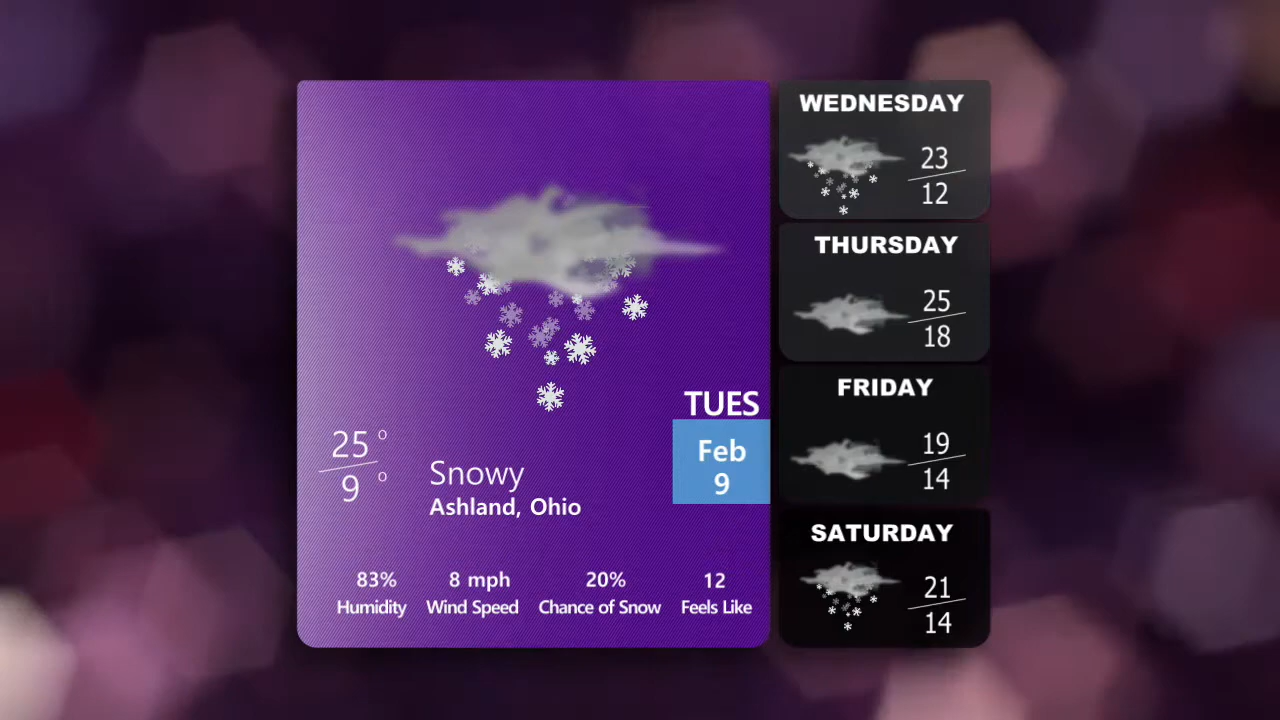 TUES
Feb
9
25°
9°
Snowy
Ashland, Ohio
83%
Humidity
8 mph
Wind Speed
20%
Chance of Snow
12
Feels Like
WEDNESDAY
23
12
THURSDAY
25
18
FRIDAY
19
14
SATURDAY
21
14